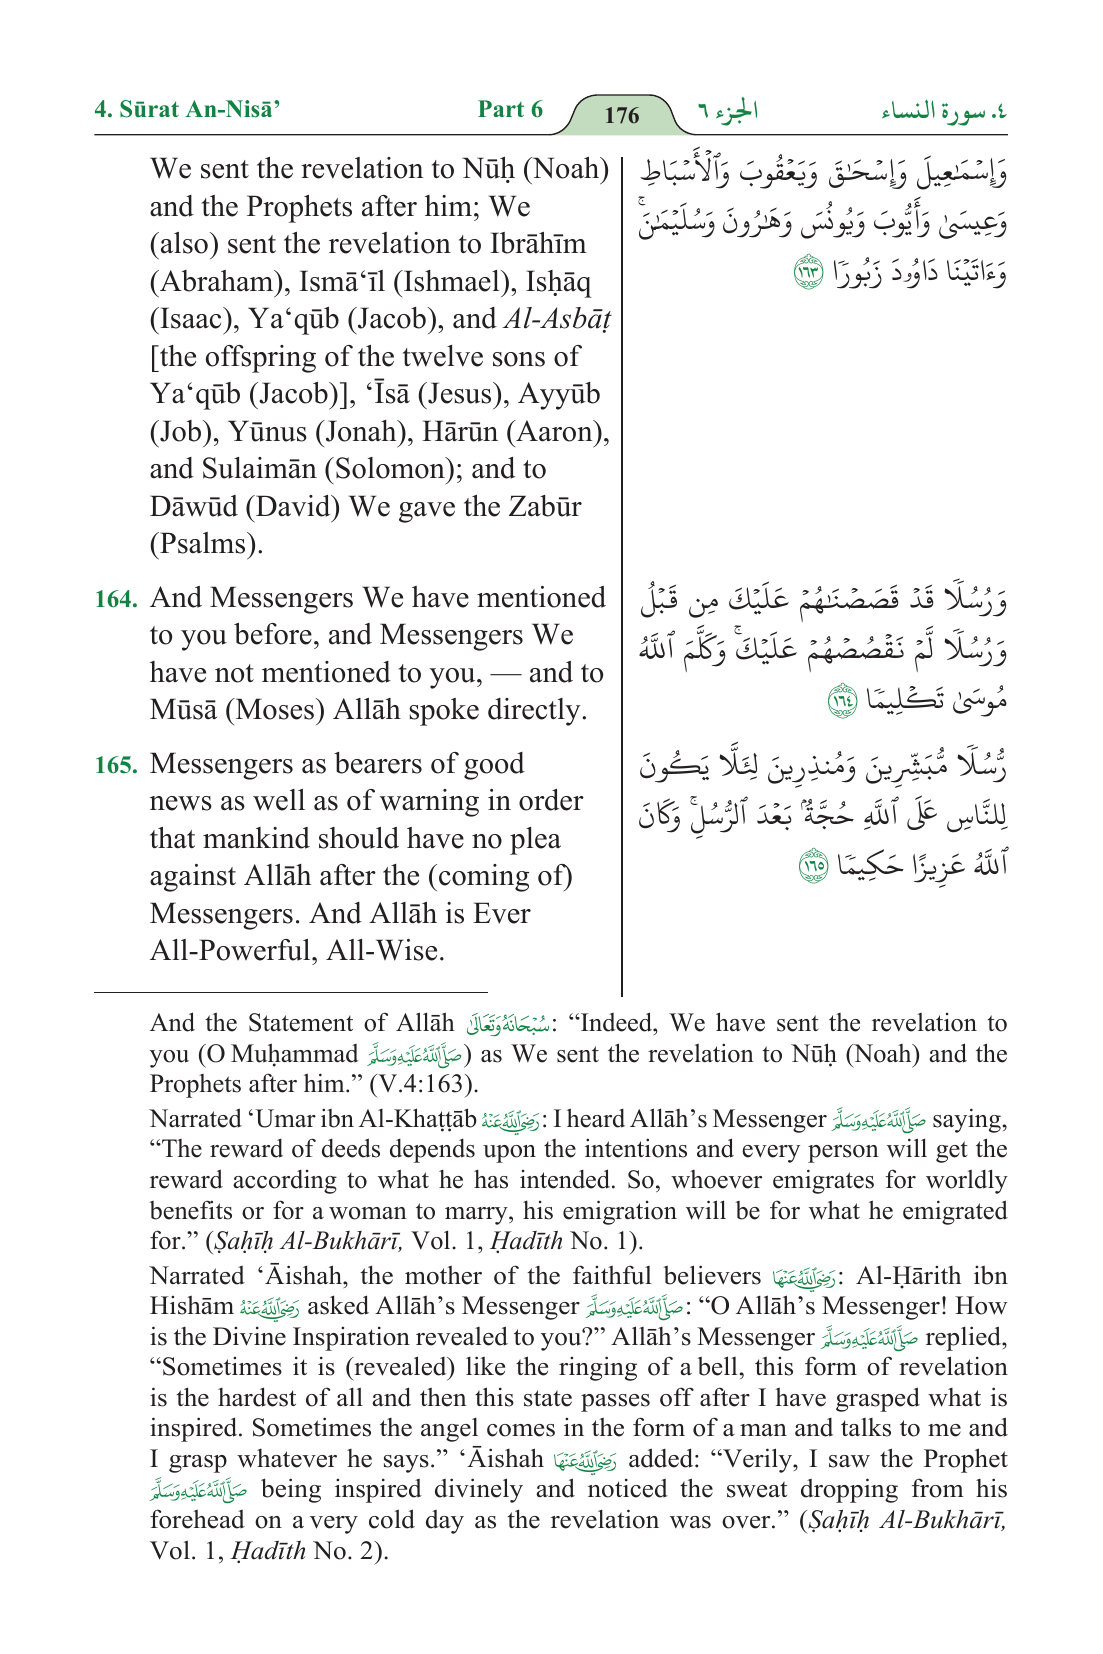 4. Sūrat An-Nisā’ Part 6 176 الجزء ٦ ٤. سورة النساء
We sent the revelation to Nūḥ (Noah)
and the Prophets after him; We
(also) sent the revelation to Ibrāhīm
(Abraham), Ismā‘īl (Ishmael), Isḥāq
(Isaac), Ya‘qūb (Jacob), and Al-Asbāṭ
[the offspring of the twelve sons of
Ya‘qūb (Jacob)], ‘Īsā (Jesus), Ayyūb
(Job), Yūnus (Jonah), Hārūn (Aaron),
and Sulaimān (Solomon); and to
Dāwūd (David) We gave the Zabūr
(Psalms).
وَإِسْمَـٰعِيلَ وَإِسْحَـٰقَ وَيَعْقُوبَ وَٱلْأَسْبَاطِ
وَعِيسَىٰ وَأَيُّوبَ وَيُونُسَ وَهَـٰرُونَ وَسُلَيْمَـٰنَ ۚ
وَءَاتَيْنَا دَاوُۥدَ زَبُورًا ١٦٣
164. And Messengers We have mentioned
to you before, and Messengers We
have not mentioned to you, — and to
Mūsā (Moses) Allāh spoke directly.
وَرُسُلًا قَدْ قَصَصْنَـٰهُمْ عَلَيْكَ مِن قَبْلُ
وَرُسُلًا لَّمْ نَقْصُصْهُمْ عَلَيْكَ ۚ وَكَلَّمَ ٱللَّهُ
مُوسَىٰ تَكْلِيمًا ١٦٤
165. Messengers as bearers of good
news as well as of warning in order
that mankind should have no plea
against Allāh after the (coming of)
Messengers. And Allāh is Ever
All-Powerful, All-Wise.
رُّسُلًا مُّبَشِّرِينَ وَمُنذِرِينَ لِئَلَّا يَكُونَ
لِلنَّاسِ عَلَى ٱللَّهِ حُجَّةٌۢ بَعْدَ ٱلرُّسُلِ ۚ وَكَانَ
ٱللَّهُ عَزِيزًا حَكِيمًا ١٦٥
And the Statement of Allāh سُبْحَانَهُ وَتَعَالَىٰ: “Indeed, We have sent the revelation to
you (O Muḥammad صَلَّى ٱللَّهُ عَلَيْهِ وَسَلَّمَ) as We sent the revelation to Nūḥ (Noah) and the
Prophets after him.” (V.4:163).
Narrated ‘Umar ibn Al-Khaṭṭāb رَضِيَ ٱللَّهُ عَنْهُ: I heard Allāh’s Messenger صَلَّى ٱللَّهُ عَلَيْهِ وَسَلَّمَ saying,
“The reward of deeds depends upon the intentions and every person will get the
reward according to what he has intended. So, whoever emigrates for worldly
benefits or for a woman to marry, his emigration will be for what he emigrated
for.” (Ṣaḥīḥ Al-Bukhārī, Vol. 1, Ḥadīth No. 1).
Narrated ‘Āishah, the mother of the faithful believers رَضِيَ ٱللَّهُ عَنْهَا: Al-Ḥārith ibn
Hishām رَضِيَ ٱللَّهُ عَنْهُ asked Allāh’s Messenger صَلَّى ٱللَّهُ عَلَيْهِ وَسَلَّمَ: “O Allāh’s Messenger! How
is the Divine Inspiration revealed to you?” Allāh’s Messenger صَلَّى ٱللَّهُ عَلَيْهِ وَسَلَّمَ replied,
“Sometimes it is (revealed) like the ringing of a bell, this form of revelation
is the hardest of all and then this state passes off after I have grasped what is
inspired. Sometimes the angel comes in the form of a man and talks to me and
I grasp whatever he says.” ‘Āishah رَضِيَ ٱللَّهُ عَنْهَا added: “Verily, I saw the Prophet
صَلَّى ٱللَّهُ عَلَيْهِ وَسَلَّمَ being inspired divinely and noticed the sweat dropping from his
forehead on a very cold day as the revelation was over.” (Ṣaḥīḥ Al-Bukhārī,
Vol. 1, Ḥadīth No. 2).